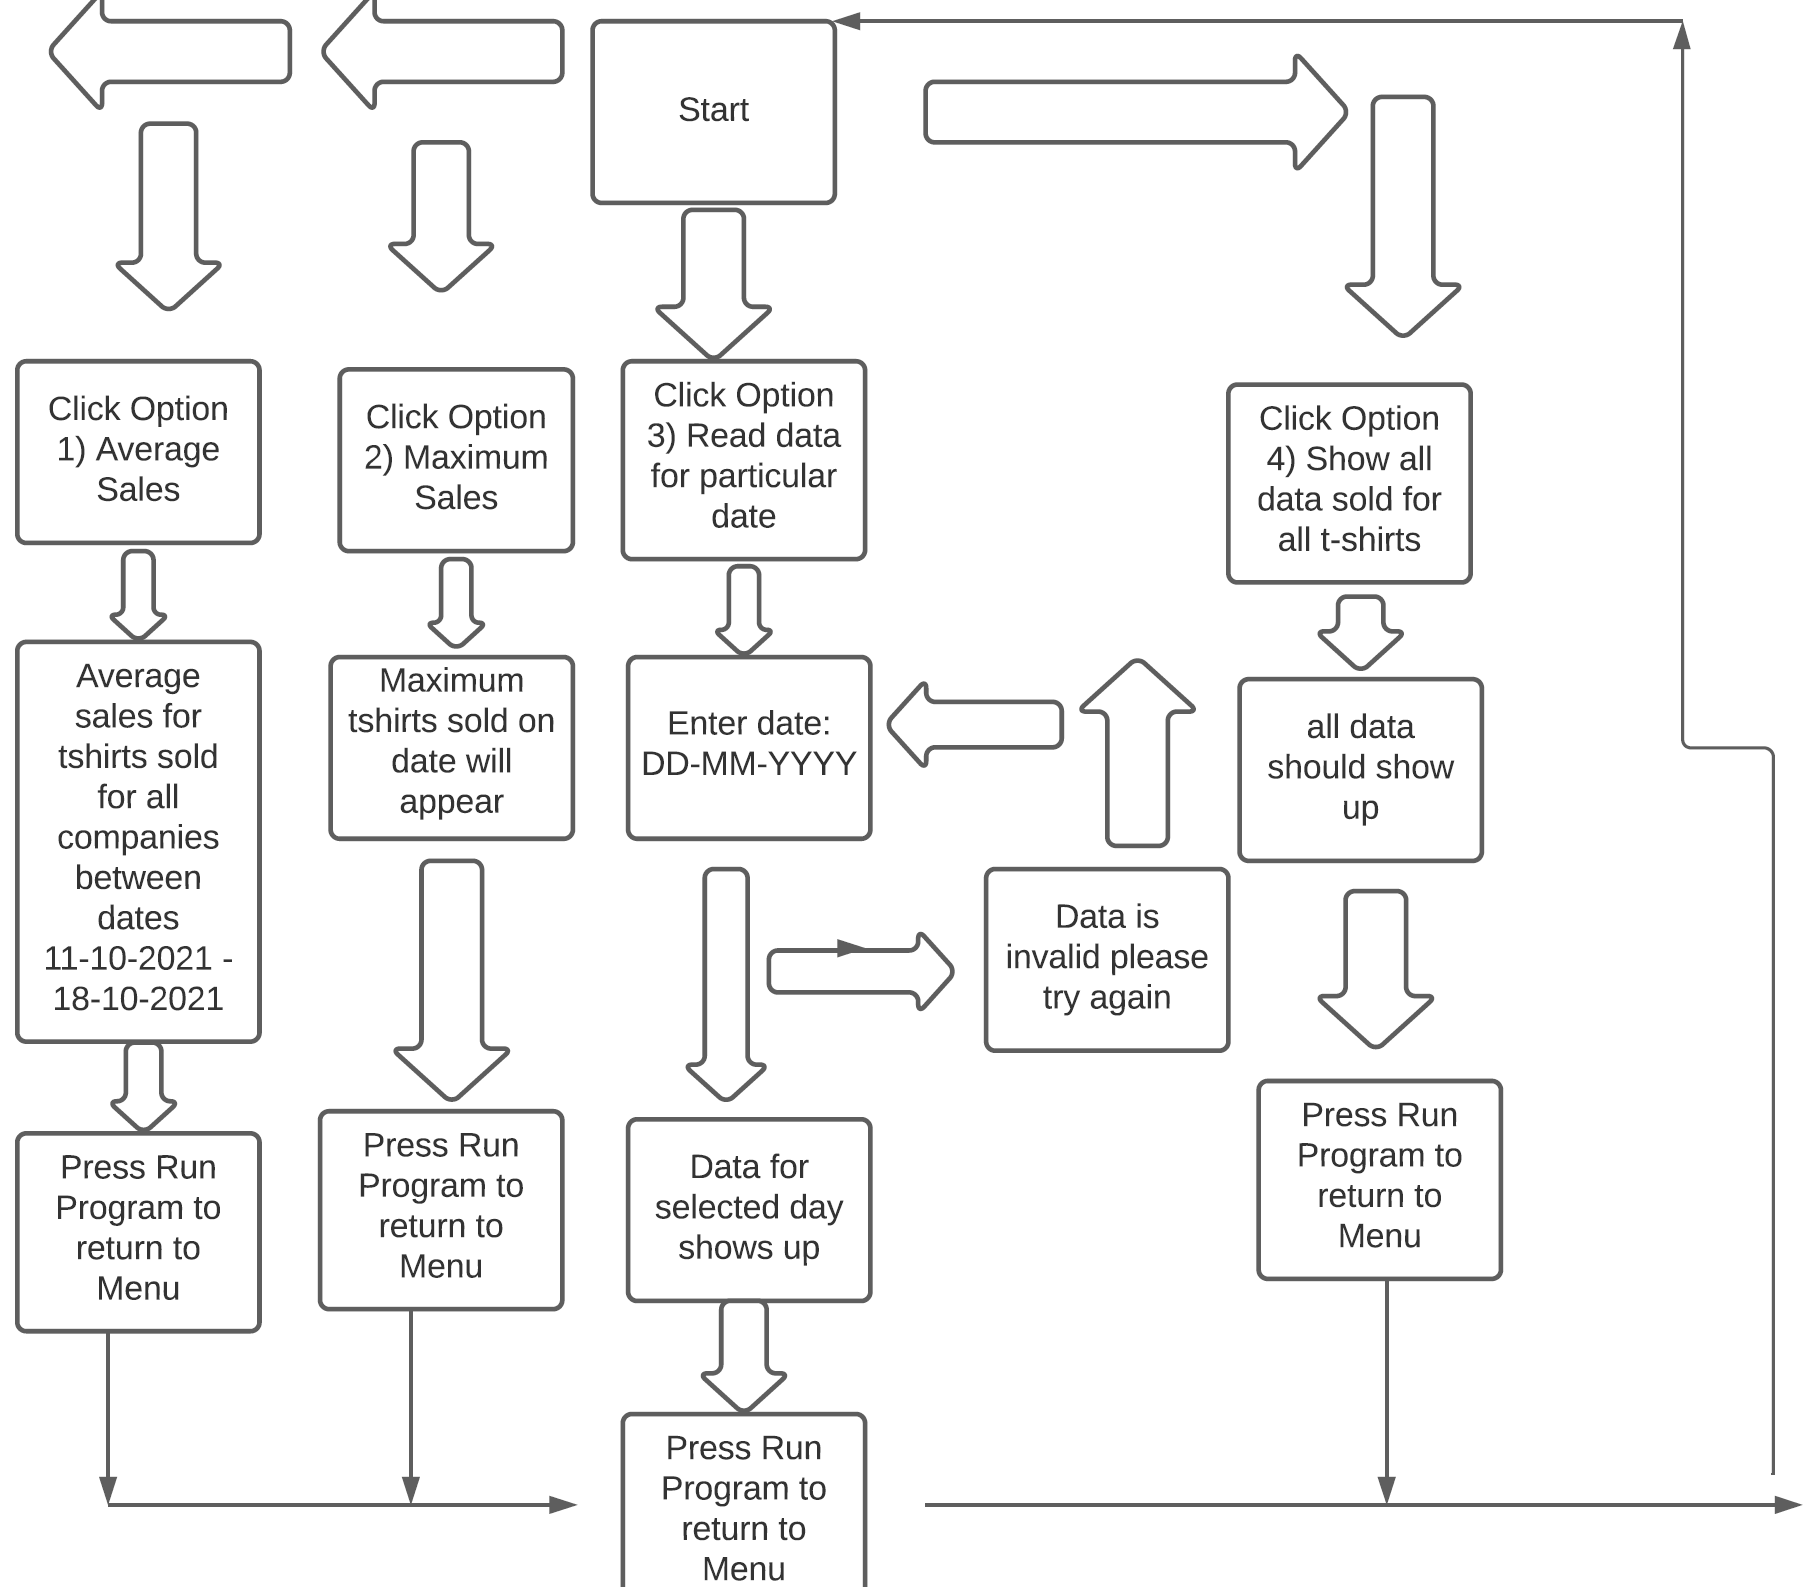 Start
Click Option
1) Average
Sales
Click Option
2) Maximum
Sales
Click Option
3) Read data
for particular
date
Click Option
4) Show all
data sold for
all t-shirts
Average
sales for
tshirts sold
for all
companies
between
dates
11-10-2021 -
18-10-2021
Maximum
tshirts sold on
date will
appear
Enter date:
DD-MM-YYYY
all data
should show
up
Data is
invalid please
try again
Press Run
Program to
return to
Menu
Press Run
Program to
return to
Menu
Data for
selected day
shows up
Press Run
Program to
return to
Menu
Press Run
Program to
return to
Menu